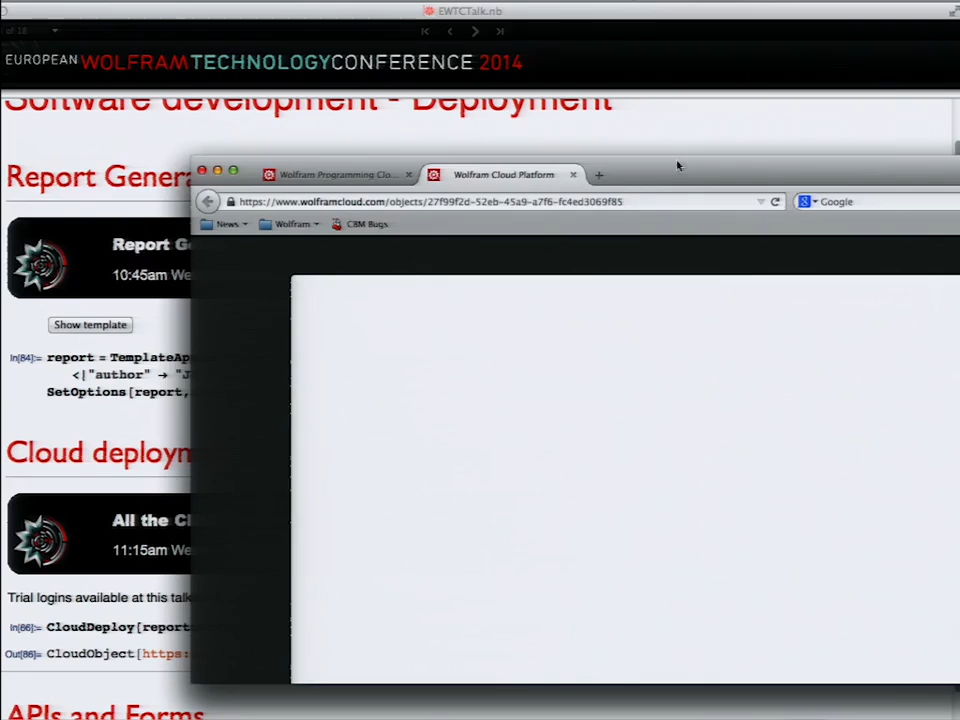 EWTCTalk.nb
of 18
EUROPEAN WOLFRAMTECHNOLOGYCONFERENCE 2014
Software development - Deployment
Report Genera
Wolfram Programming Clo...
Wolfram Cloud Platform
https://www.wolframcloud.com/objects/27f99f2d-52eb-45a9-a7f6-fc4ed3069f85
Google
News
Wolfram
CBM Bugs
Report Ge
10:45am We
Show template
In[84]:= report = TemplateAp
<|"author" → "J
SetOptions[report,
Cloud deploym
All the Cl
11:15am We
Trial logins available at this talk
In[86]:= CloudDeploy[report
Out[86]= CloudObject[https:
APIs and Forms